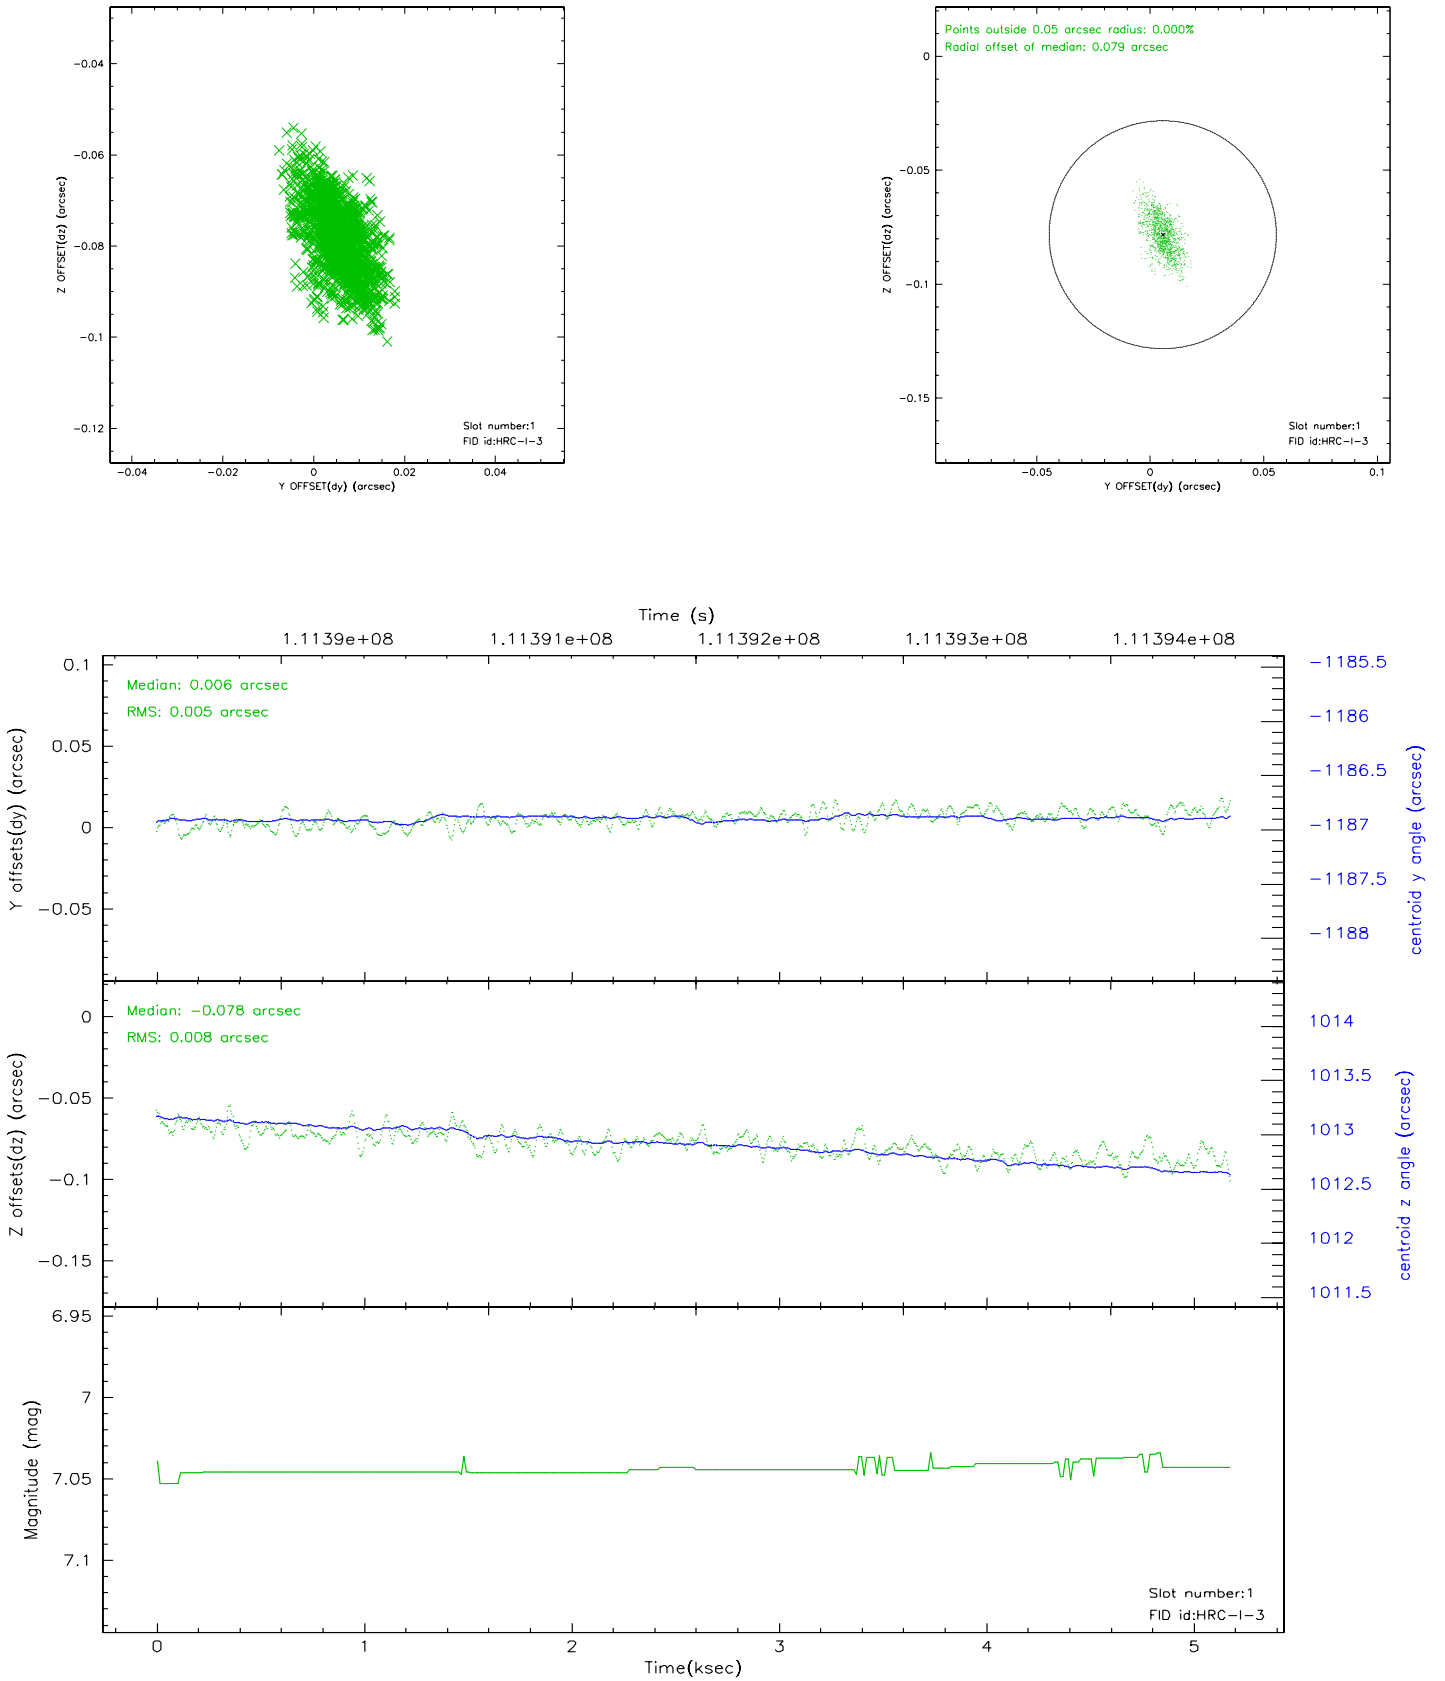 -0.04
-0.06
-0.08
-0.1
-0.12
Z OFFSET(dz) (arcsec)
Slot number:1
FID id:HRC-I-3
-0.04 -0.02 0 0.02 0.04
Y OFFSET(dy) (arcsec)
Points outside 0.05 arcsec radius: 0.000%
Radial offset of median: 0.079 arcsec
0
-0.05
-0.1
-0.15
Z OFFSET(dz) (arcsec)
Slot number:1
FID id:HRC-I-3
-0.05 0 0.05 0.1
Y OFFSET(dy) (arcsec)
Time (s)
1.1139e+08 1.11391e+08 1.11392e+08 1.11393e+08 1.11394e+08
Median: 0.006 arcsec
RMS: 0.005 arcsec
0.1
0.05
0
-0.05
Y offsets(dy) (arcsec)
-1185.5
-1186
-1186.5
-1187
-1187.5
-1188
centroid y angle (arcsec)
Median: -0.078 arcsec
RMS: 0.008 arcsec
0
-0.05
-0.1
-0.15
Z offsets(dz) (arcsec)
1014
1013.5
1013
1012.5
1012
1011.5
centroid z angle (arcsec)
6.95
7
7.05
7.1
Magnitude (mag)
Slot number:1
FID id:HRC-I-3
0 1 2 3 4 5
Time(ksec)